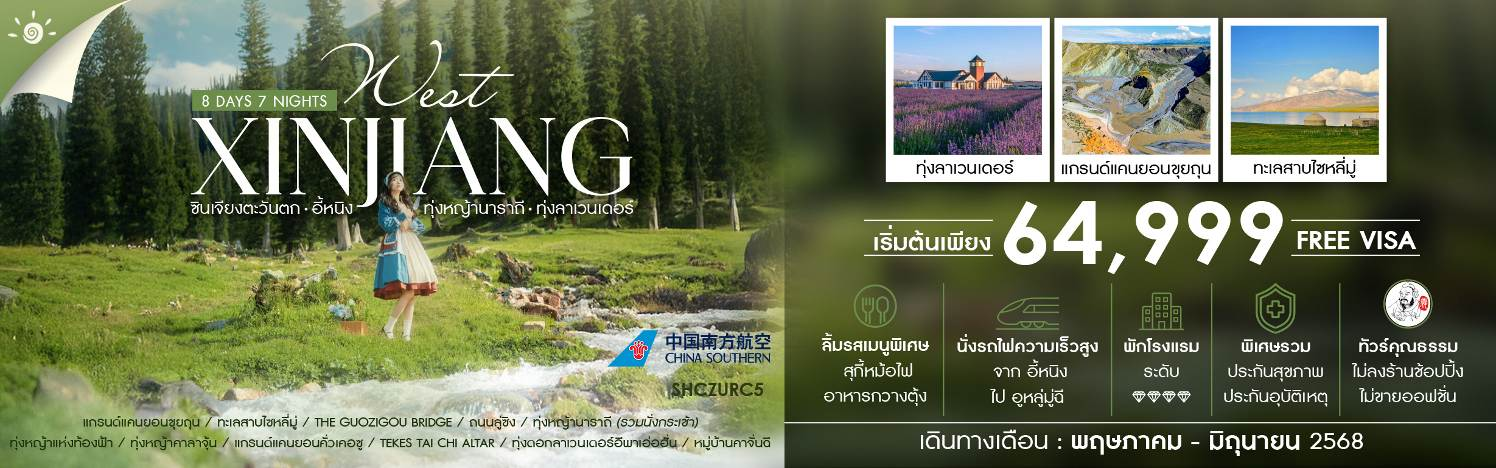 8 DAYS 7 NIGHTS
West
XINJIANG
ซินเจียงตะวันตก · อี้หนิง · ทุ่งหญ้านาราถี · ทุ่งลาเวนเดอร์
中国南方航空
CHINA SOUTHERN
SHCZURC5
แกรนด์แคนยอนขุยถุน / ทะเลสาบไซหลี่มู่ / THE GUOZIGOU BRIDGE / ถนนลู่ซิง / ทุ่งหญ้านาราถี (รวมนั่งกระเช้า)
ทุ่งหญ้าแห่งท้องฟ้า / ทุ่งหญ้าคาลาจุ้น / แกรนด์แคนยอนคั่วเคอซู / TEKES TAI CHI ALTAR / ทุ่งดอกลาเวนเดอร์อีพาเฮ่อฮั่น / หมู่บ้านคาจั้นฉี
ทุ่งลาเวนเดอร์
แกรนด์แคนยอนขุยถุน
ทะเลสาบไซหลี่มู่
เริ่มต้นเพียง 64,999 FREE VISA
ลิ้มรสเมนูพิเศษ
สุกี้หม้อไฟ
อาหารกวางตุ้ง
นั่งรถไฟความเร็วสูง
จาก อี้หนิง
ไป อูหลู่มู่ฉี
พักโรงแรม
ระดับ
พิเศษรวม
ประกันสุขภาพ
ประกันอุบัติเหตุ
ทัวร์คุณธรรม
ไม่ลงร้านช้อปปิ้ง
ไม่ขายออฟชั่น
เดินทางเดือน : พฤษภาคม - มิถุนายน 2568